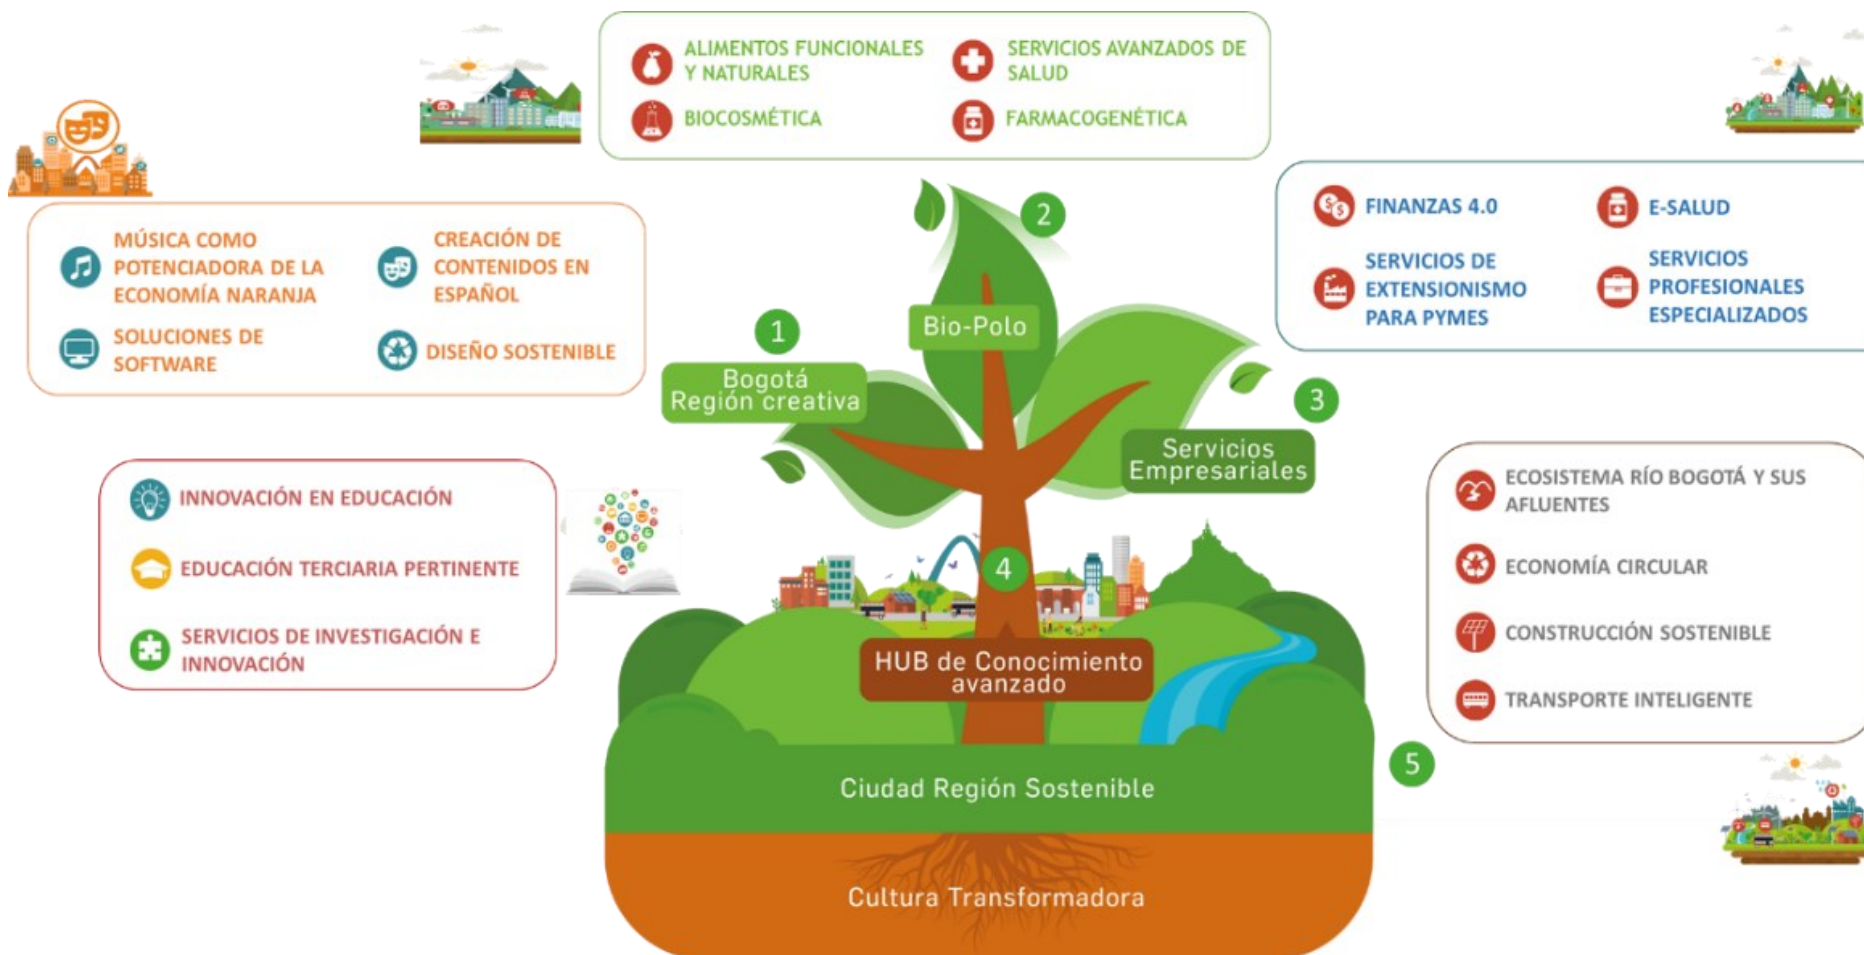 ALIMENTOS FUNCIONALES
Y NATURALES
BIOCOSMÉTICA
SERVICIOS AVANZADOS DE
SALUD
FARMACOGENÉTICA
MÚSICA COMO
POTENCIADORA DE LA
ECONOMÍA NARANJA
SOLUCIONES DE
SOFTWARE
CREACIÓN DE
CONTENIDOS EN
ESPAÑOL
DISEÑO SOSTENIBLE
FINANZAS 4.0
SERVICIOS DE
EXTENSIONISMO
PARA PYMES
E-SALUD
SERVICIOS
PROFESIONALES
ESPECIALIZADOS
1
Bogotá
Región creativa
2
Bio-Polo
3
Servicios
Empresariales
INNOVACIÓN EN EDUCACIÓN
EDUCACIÓN TERCIARIA PERTINENTE
SERVICIOS DE INVESTIGACIÓN E
INNOVACIÓN
4
HUB de Conocimiento
avanzado
ECOSISTEMA RÍO BOGOTÁ Y SUS
AFLUENTES
ECONOMÍA CIRCULAR
CONSTRUCCIÓN SOSTENIBLE
TRANSPORTE INTELIGENTE
5
Ciudad Región Sostenible
Cultura Transformadora